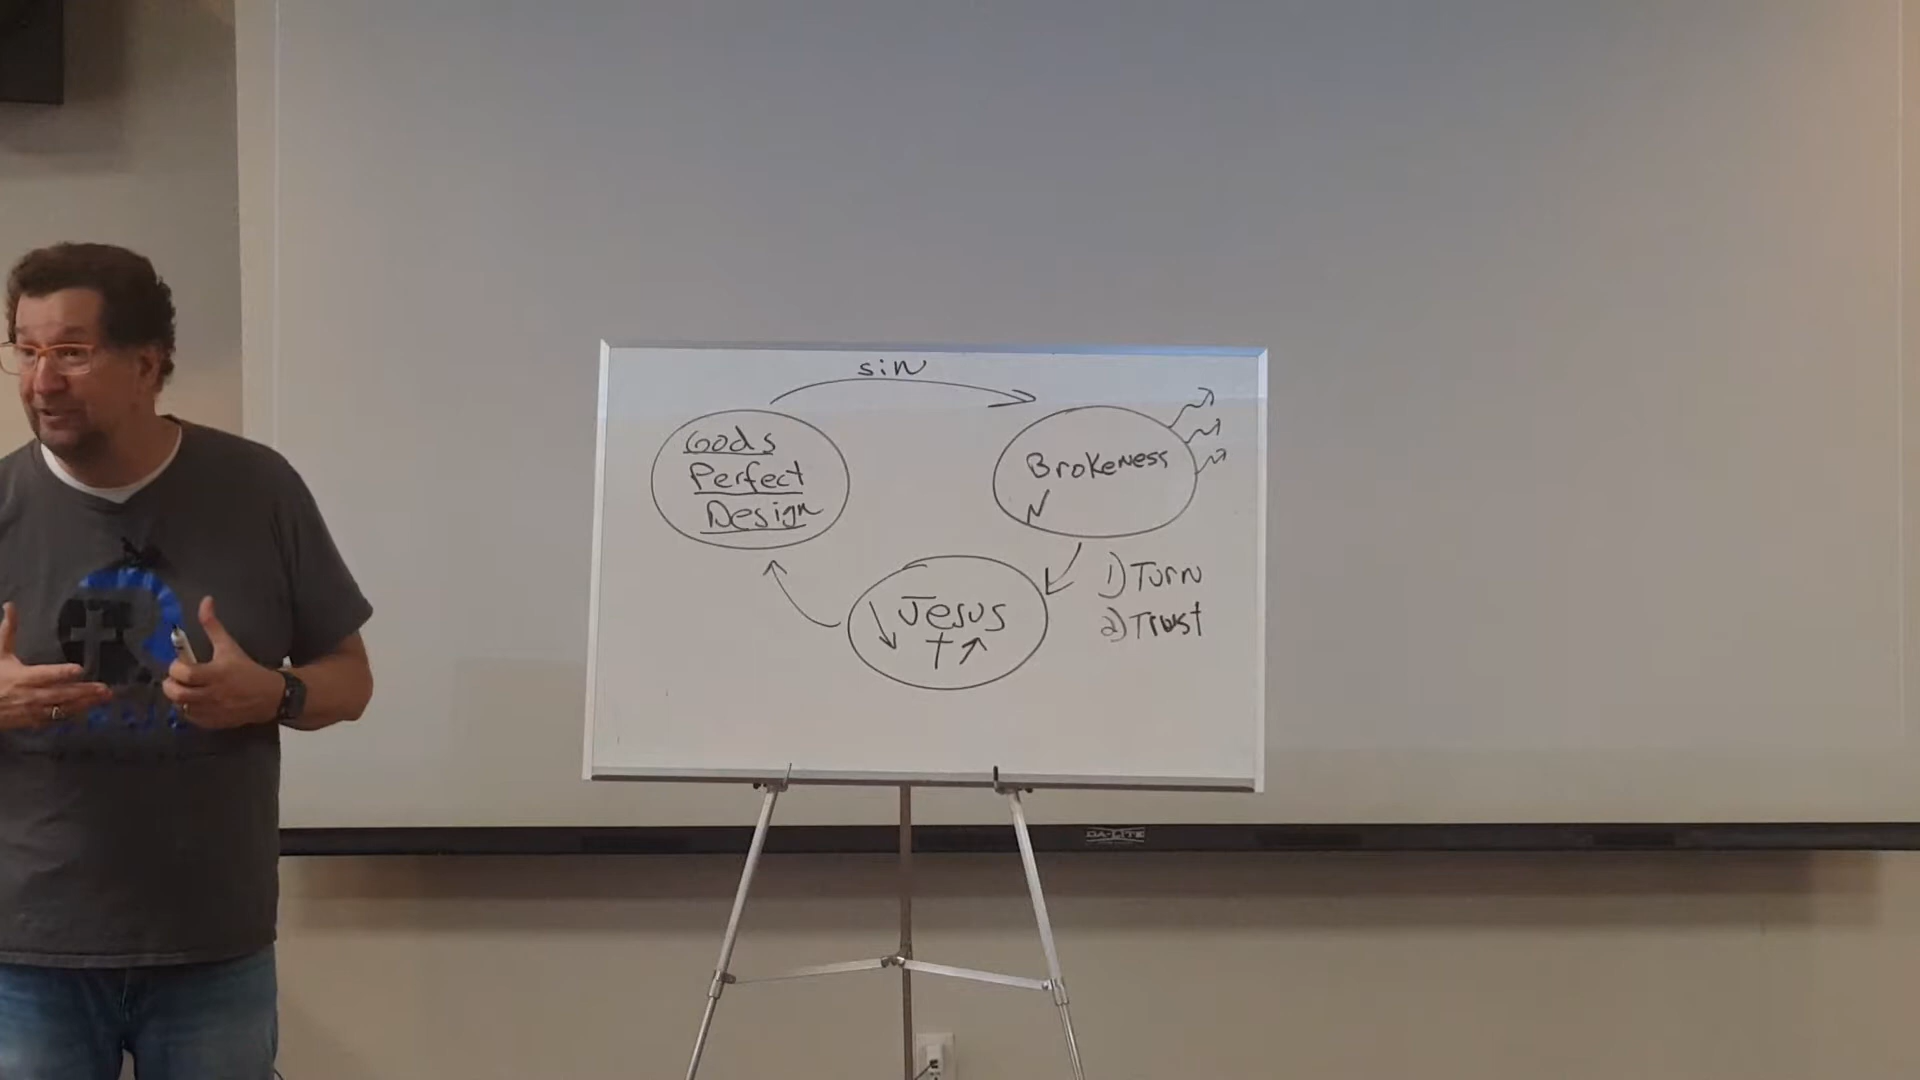 sin
Gods
Perfect
Design
Brokeness
1) Turn
2) Trust
Jesus
DA-LITE
R